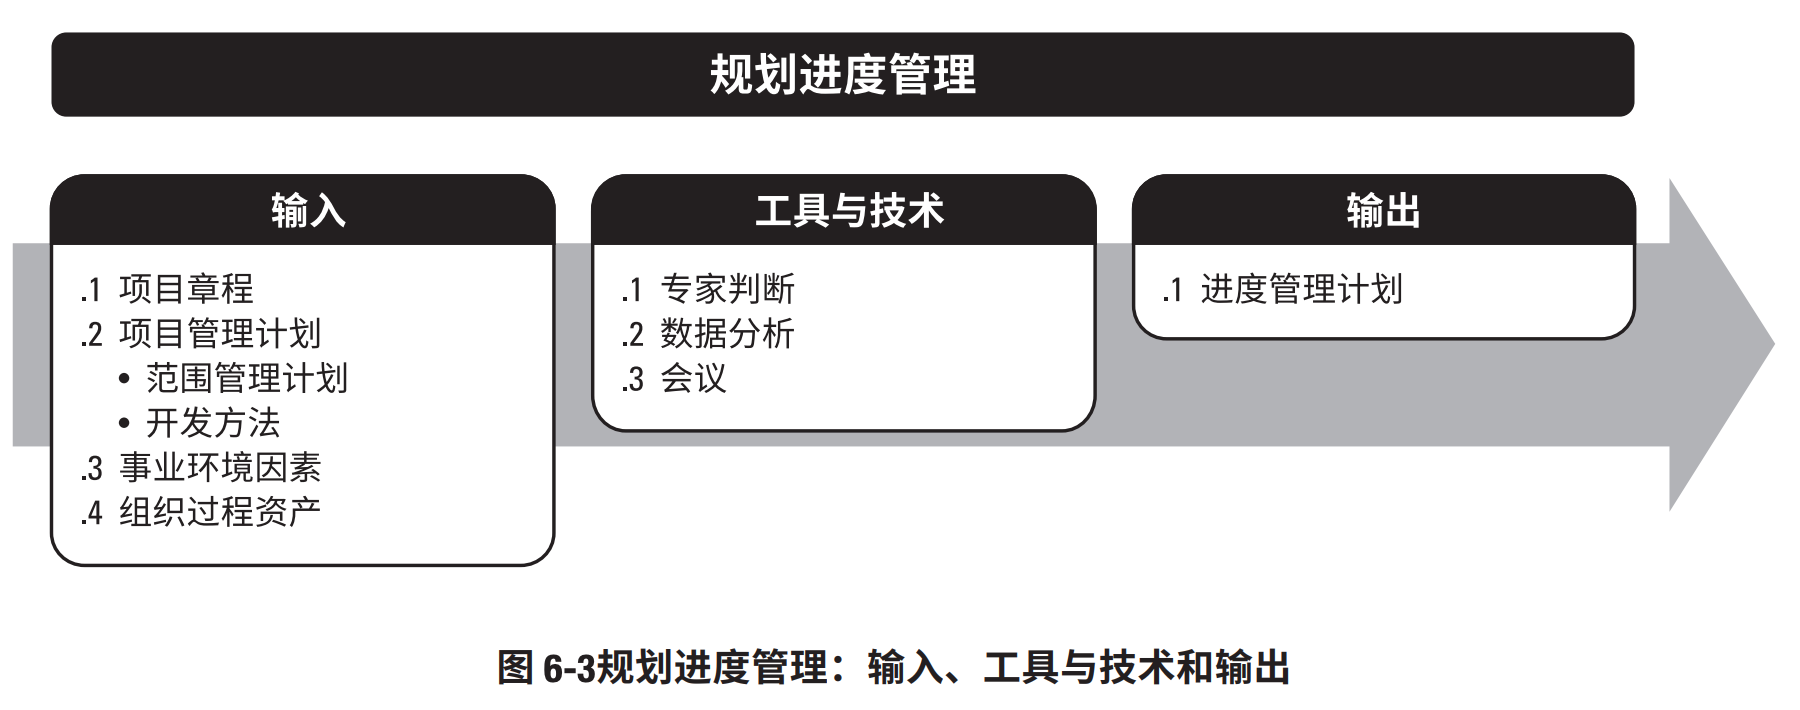 规划进度管理
输入
.1 项目章程
.2 项目管理计划
• 范围管理计划
• 开发方法
.3 事业环境因素
.4 组织过程资产
工具与技术
.1 专家判断
.2 数据分析
.3 会议
输出
.1 进度管理计划
图 6-3规划进度管理：输入、工具与技术和输出